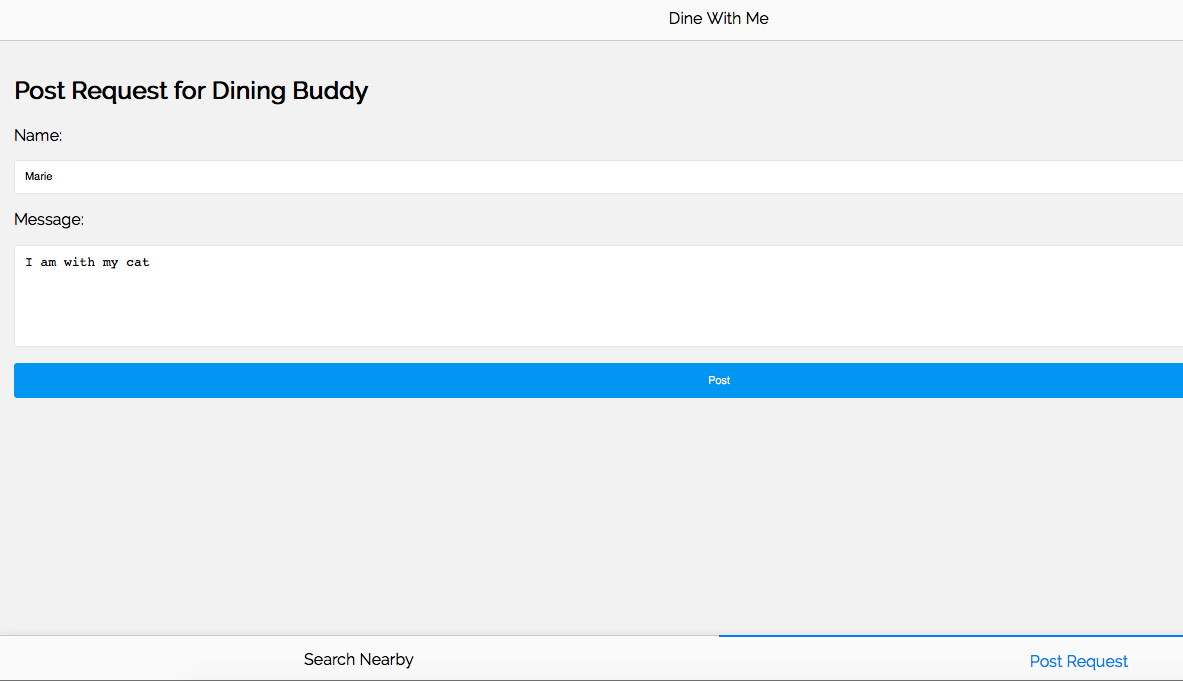 Dine With Me
Post Request for Dining Buddy
Name:
Marie
Message:
I am with my cat
Post
Search Nearby
Post Request